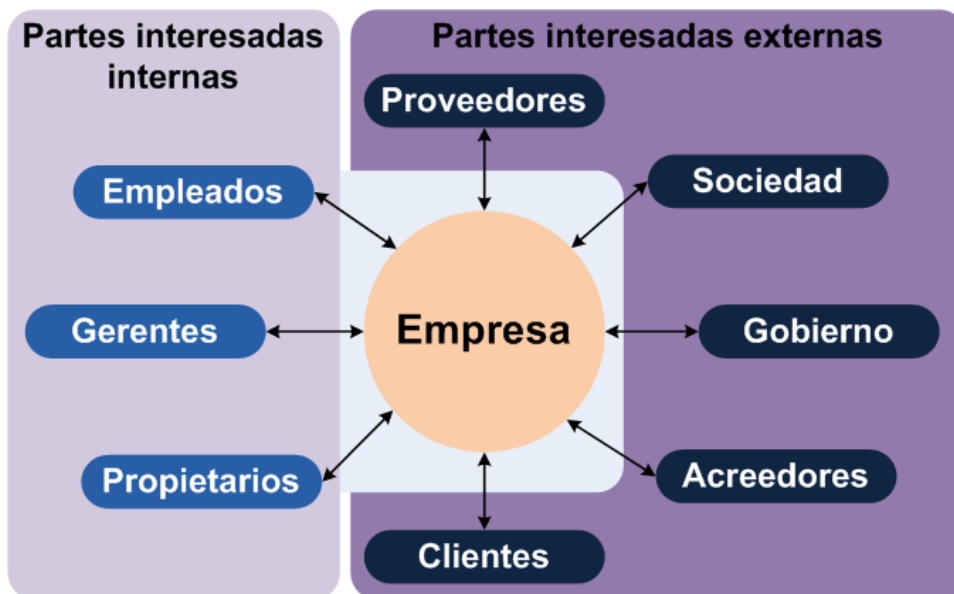 Partes interesadas
internas
Partes interesadas externas
Proveedores
Empleados
Sociedad
Gerentes
Empresa
Gobierno
Propietarios
Acreedores
Clientes